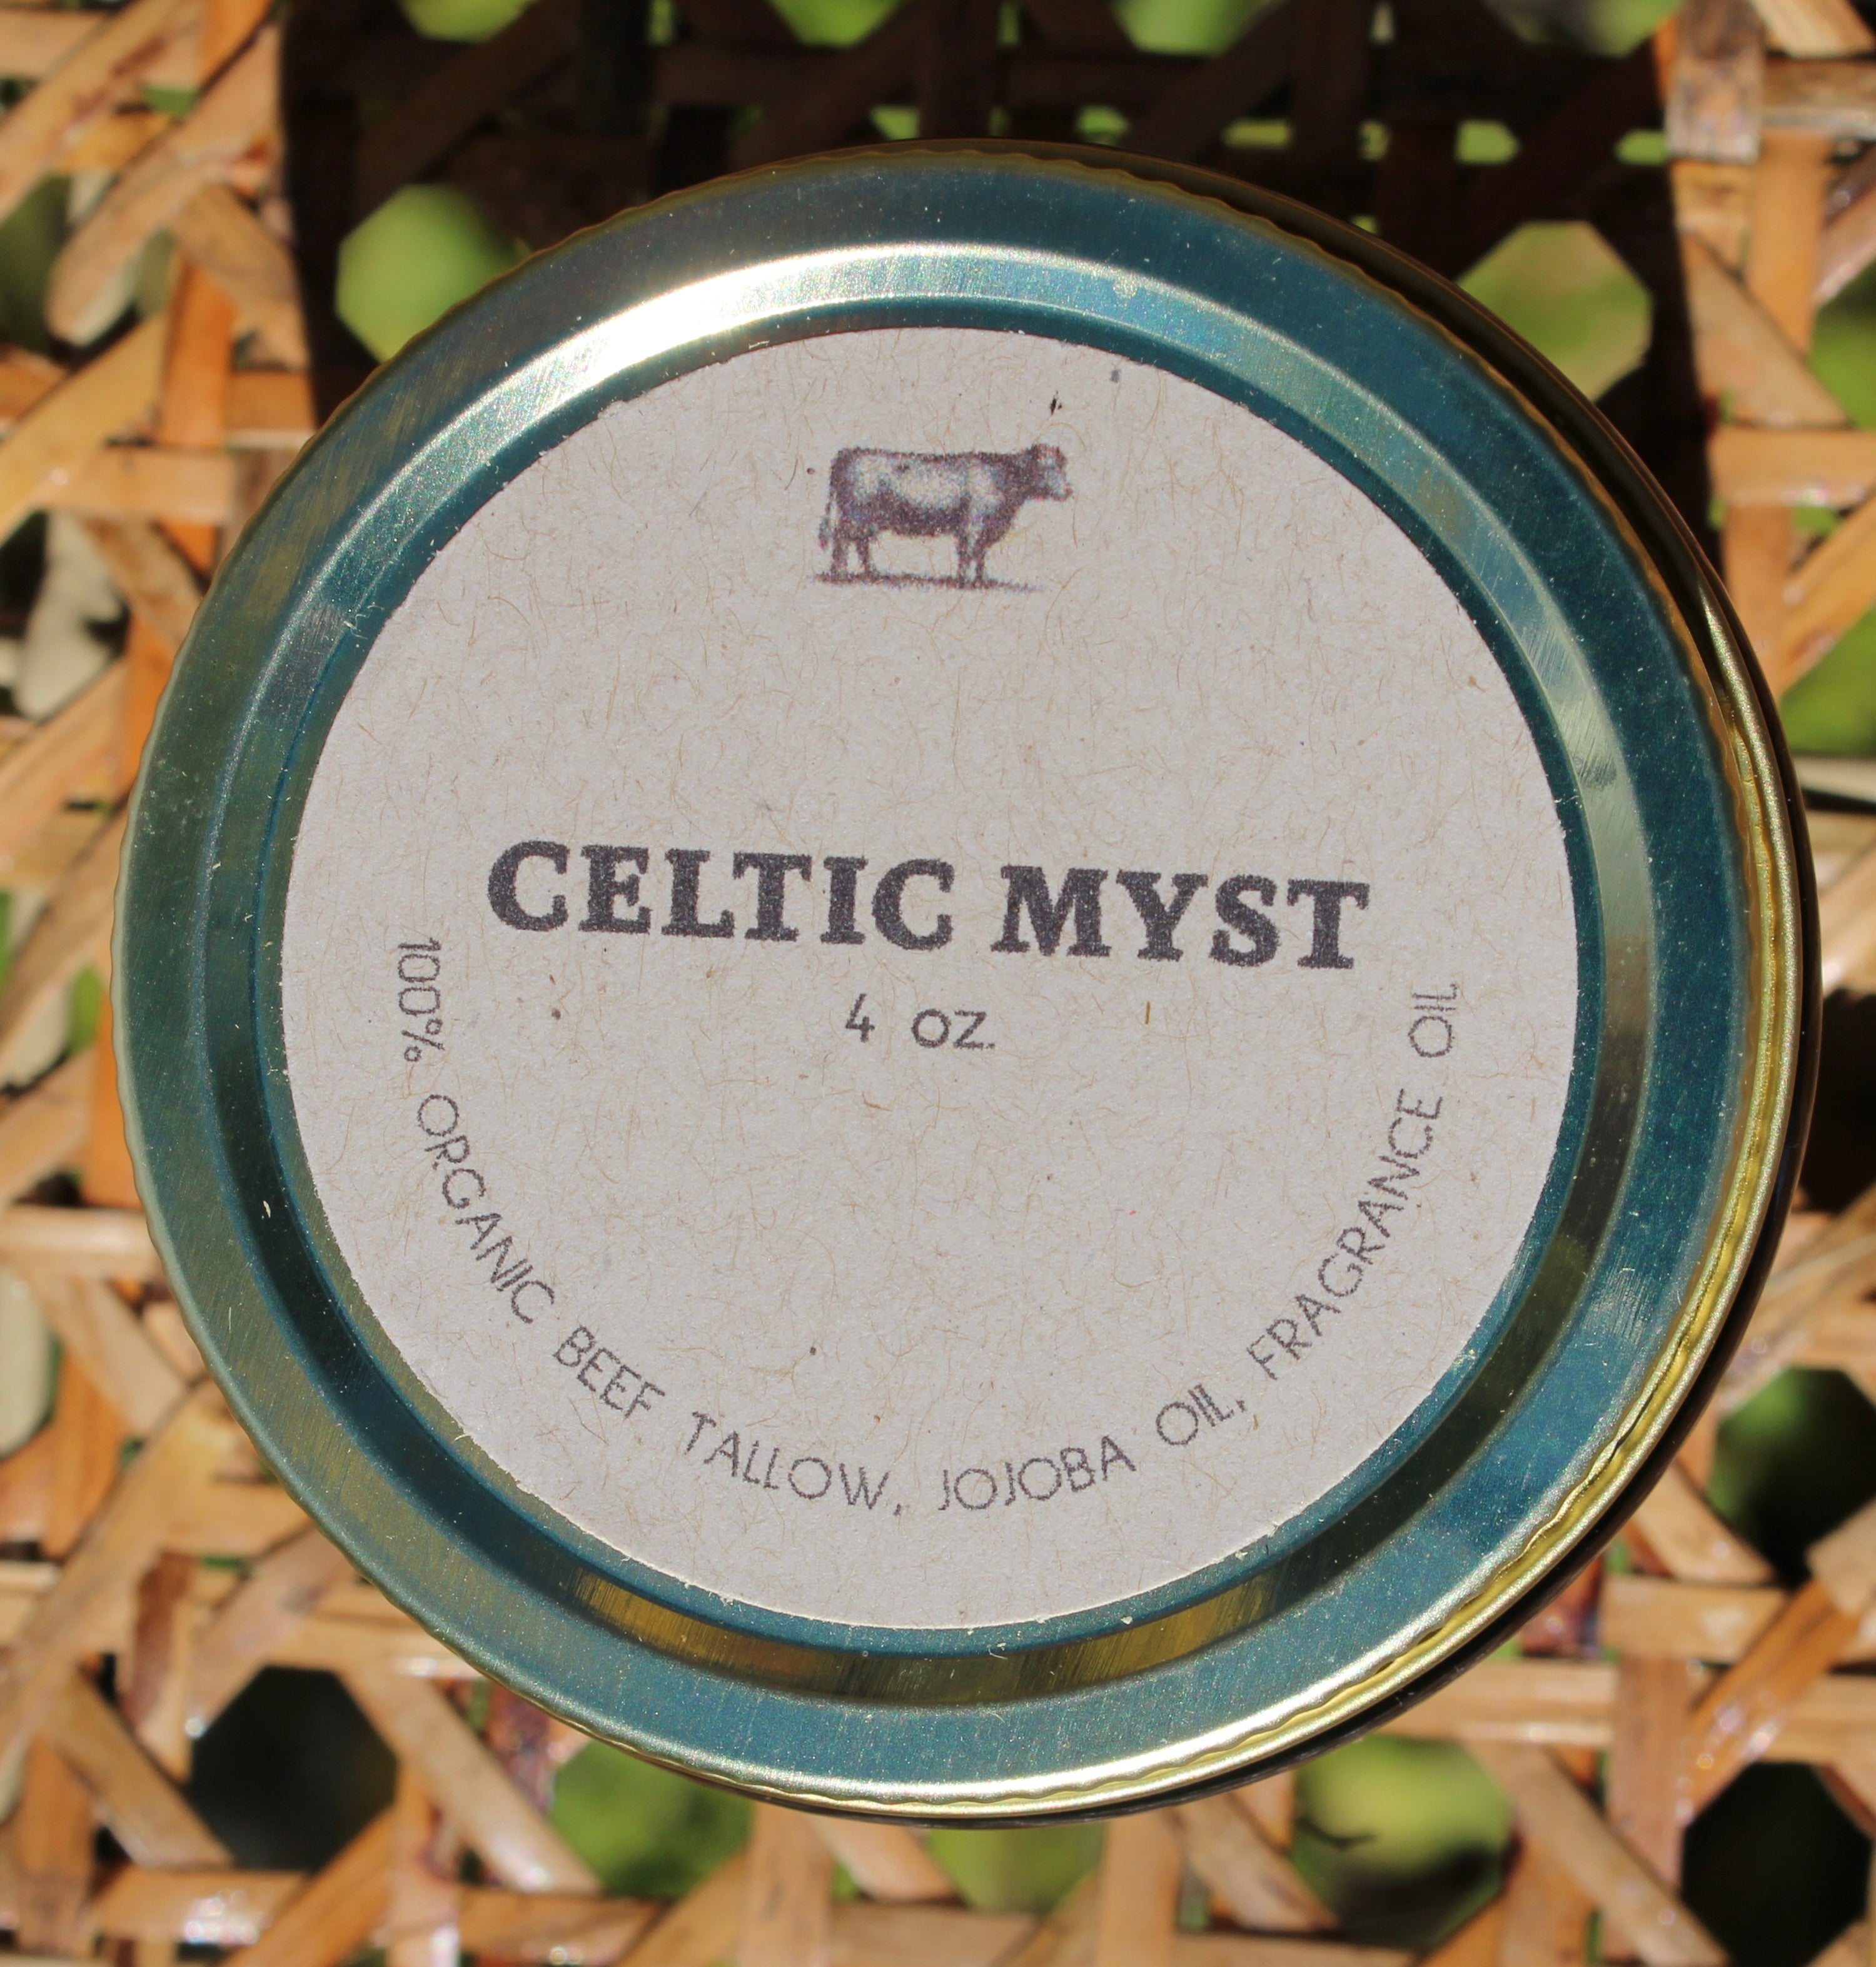 CELTIC MYST
4 OZ.
100% ORGANIC BEEF TALLOW, JOJOBA OIL, FRAGRANCE OIL